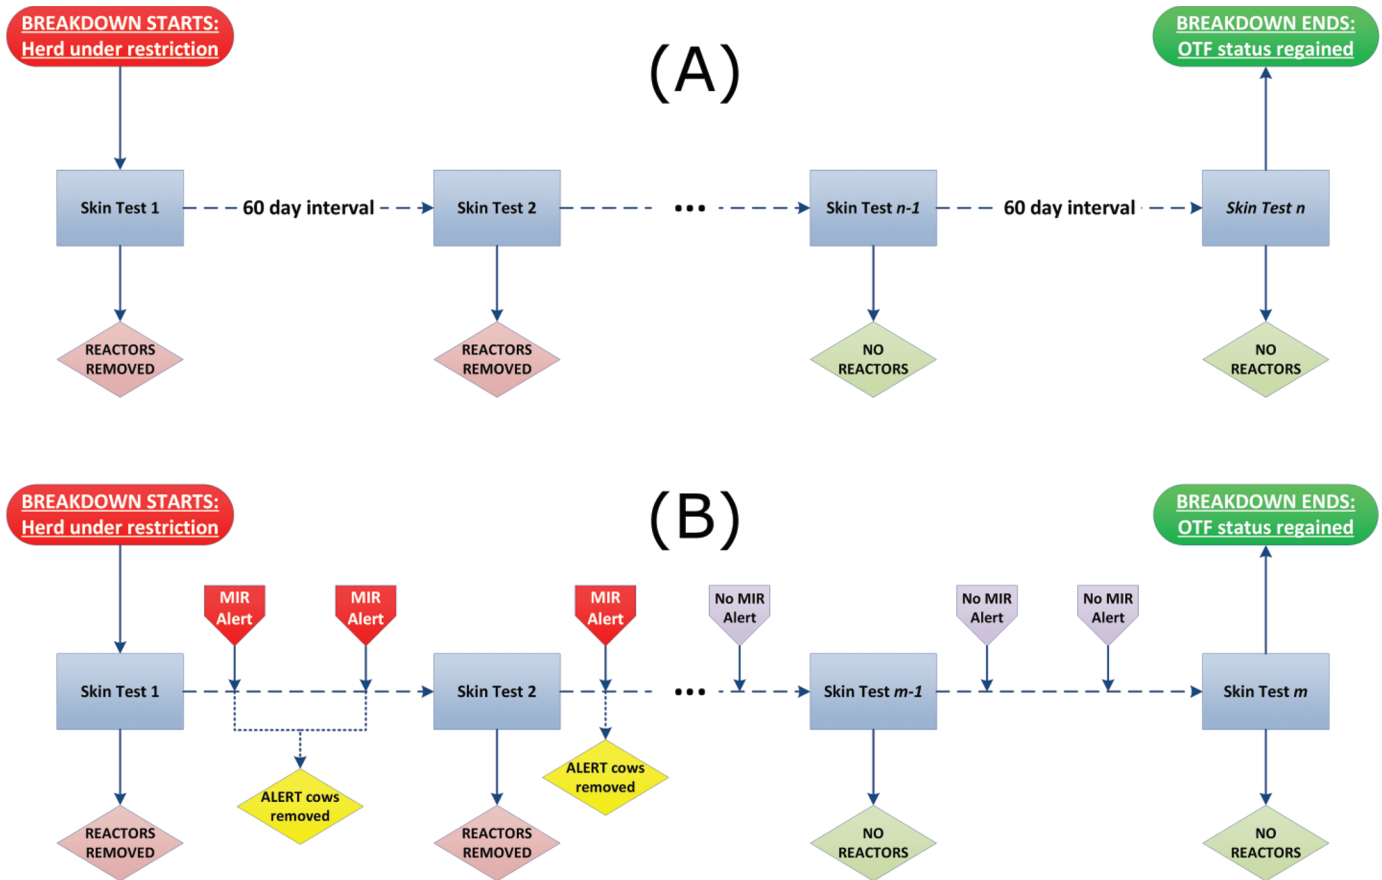 BREAKDOWN STARTS:
Herd under restriction
(A)
BREAKDOWN ENDS:
OTF status regained
Skin Test 1
60 day interval
Skin Test 2
...
Skin Test n-1
60 day interval
Skin Test n
REACTORS
REMOVED
REACTORS
REMOVED
NO
REACTORS
NO
REACTORS
BREAKDOWN STARTS:
Herd under restriction
(B)
BREAKDOWN ENDS:
OTF status regained
MIR
Alert
MIR
Alert
MIR
Alert
No MIR
Alert
No MIR
Alert
No MIR
Alert
Skin Test 1
Skin Test 2
...
Skin Test m-1
Skin Test m
ALERT cows
removed
ALERT cows
removed
REACTORS
REMOVED
REACTORS
REMOVED
NO
REACTORS
NO
REACTORS